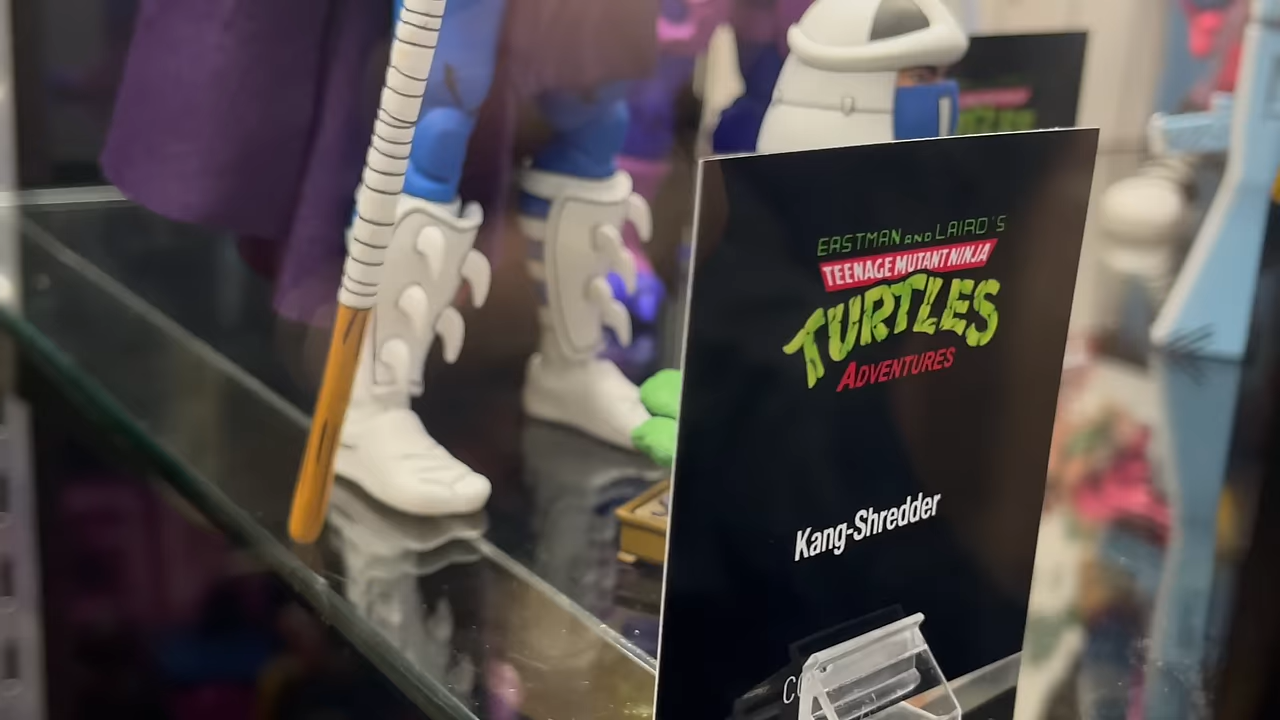 EASTMAN AND LAIRD'S
TEENAGE MUTANT NINJA
TURTLES
ADVENTURES
Kang-Shredder